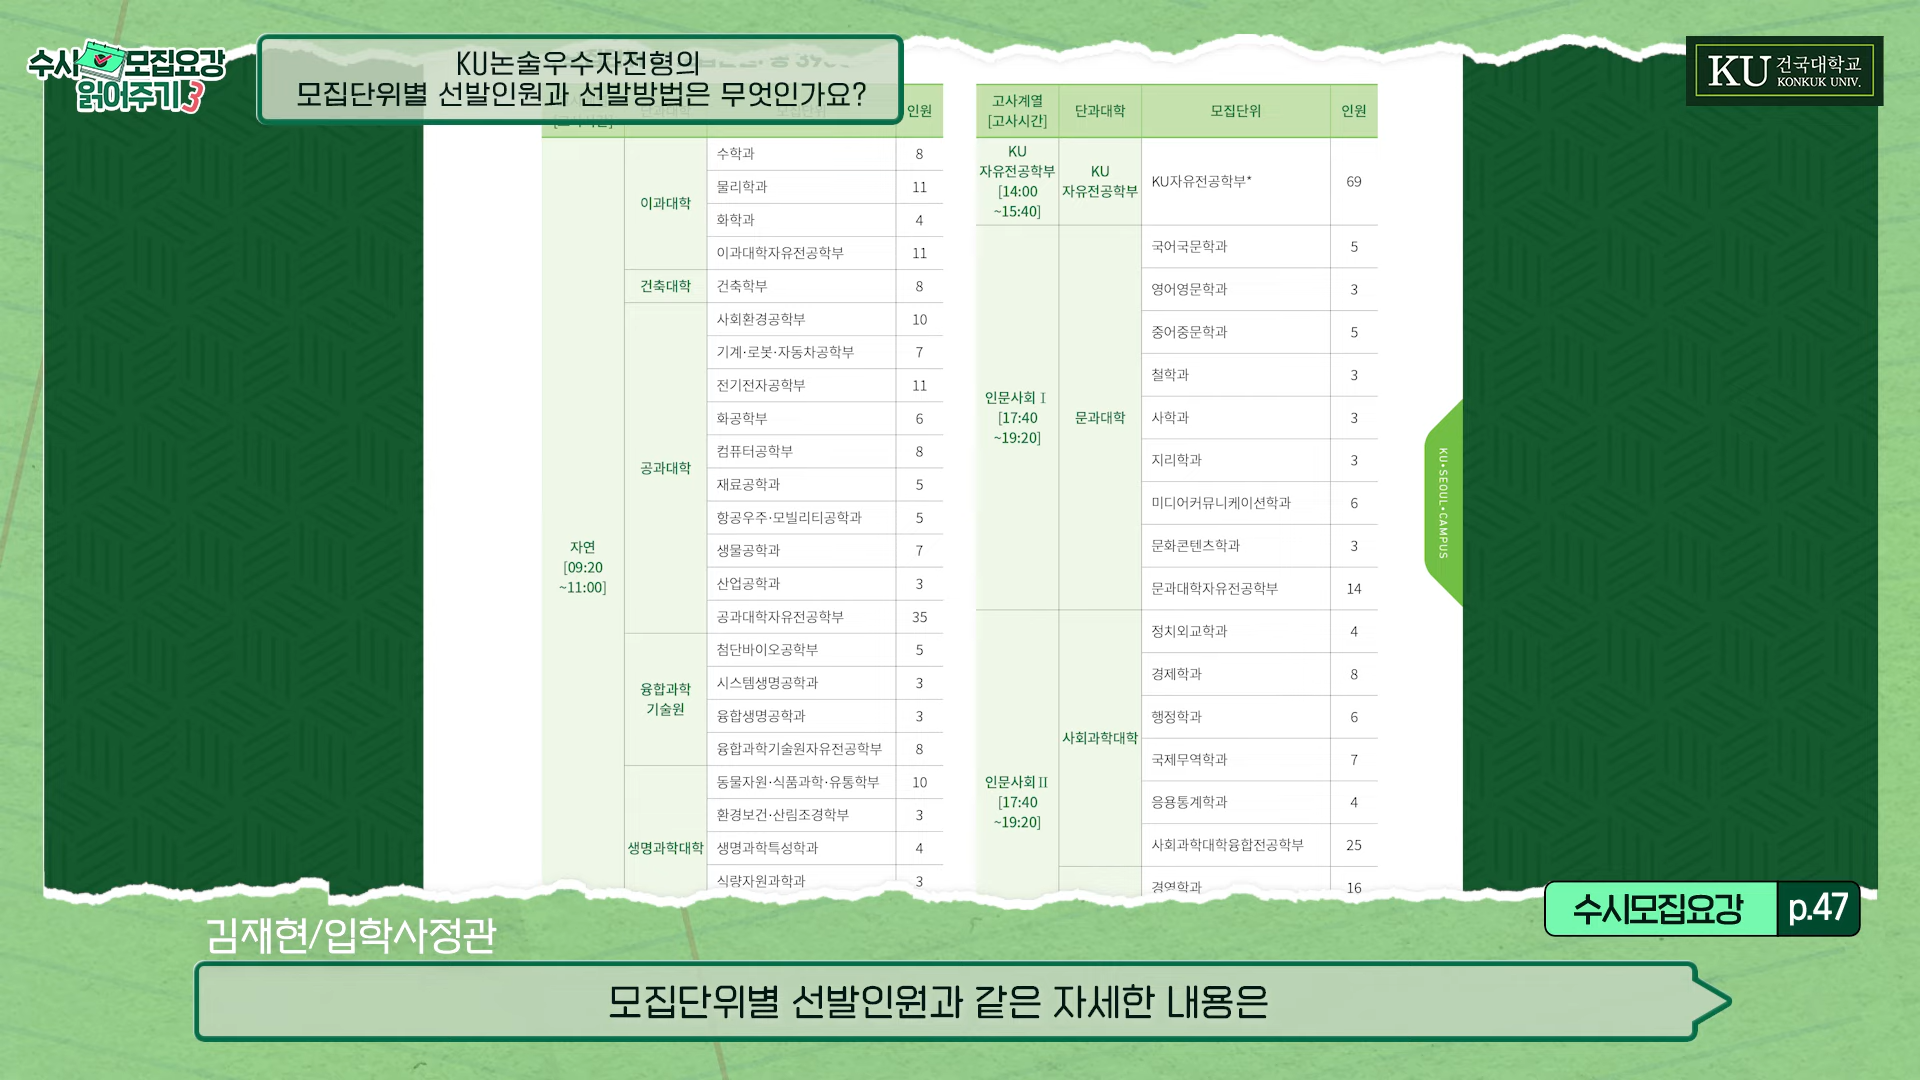 수시 모집요강
읽어주기3
KU논술우수자전형의
모집단위별 선발인원과 선발방법은 무엇인가요?
KU 건국대학교
KONKUK UNIV.
인원
자연
[09:20
~11:00]
이과대학
수학과 8
물리학과 11
화학과 4
이과대학자유전공학부 11
건축대학
건축학부 8
공과대학
사회환경공학부 10
기계·로봇·자동차공학부 7
전기전자공학부 11
화공학부 6
컴퓨터공학부 8
재료공학과 5
항공우주·모빌리티공학과 5
생물공학과 7
산업공학과 3
공과대학자유전공학부 35
융합과학
기술원
첨단바이오공학부 5
시스템생명공학과 3
융합생명공학과 3
융합과학기술원자유전공학부 8
생명과학대학
동물자원·식품과학·유통학부 10
환경보건·산림조경학부 3
생명과학특성학과 4
식량자원과학과 3
고사계열
[고사시간]
단과대학
모집단위
인원
KU
자유전공학부
[14:00
~15:40]
KU
자유전공학부
KU자유전공학부* 69
인문사회Ⅰ
[17:40
~19:20]
문과대학
국어국문학과 5
영어영문학과 3
중어중문학과 5
철학과 3
사학과 3
지리학과 3
미디어커뮤니케이션학과 6
문화콘텐츠학과 3
문과대학자유전공학부 14
인문사회Ⅱ
[17:40
~19:20]
사회과학대학
정치외교학과 4
경제학과 8
행정학과 6
국제무역학과 7
응용통계학과 4
사회과학대학융합전공학부 25
경영학과 16
KU•SEOUL•CAMPUS
수시모집요강 p.47
김재현/입학사정관
모집단위별 선발인원과 같은 자세한 내용은